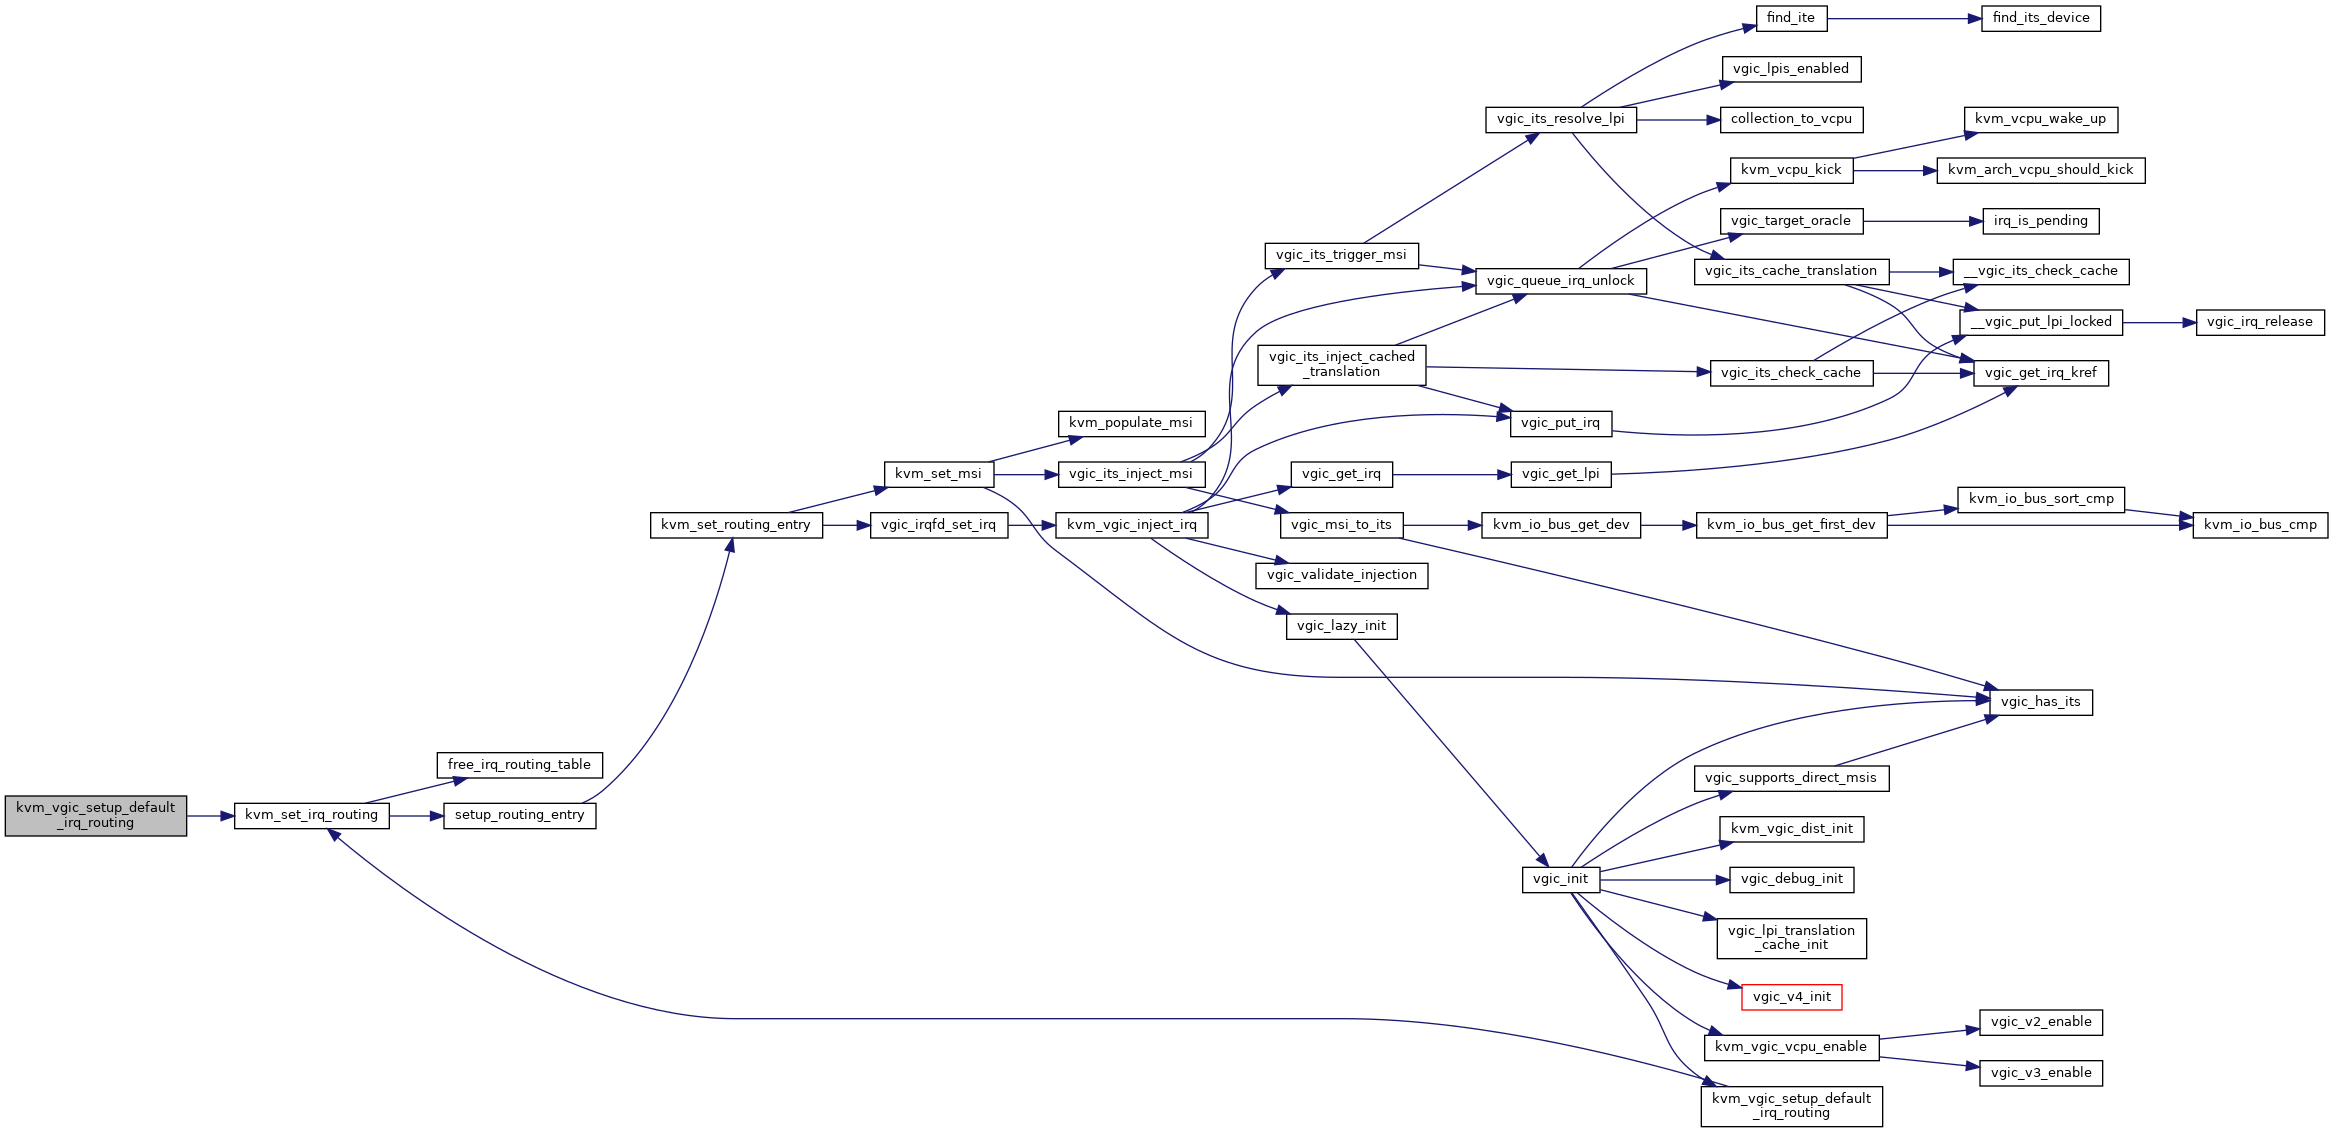 find_ite
find_its_device
vgic_lpis_enabled
vgic_its_resolve_lpi
collection_to_vcpu
kvm_vcpu_wake_up
kvm_vcpu_kick
kvm_arch_vcpu_should_kick
vgic_target_oracle
irq_is_pending
vgic_its_trigger_msi
vgic_queue_irq_unlock
vgic_its_cache_translation
__vgic_its_check_cache
__vgic_put_lpi_locked
vgic_irq_release
vgic_its_inject_cached
_translation
vgic_its_check_cache
vgic_get_irq_kref
kvm_populate_msi
vgic_put_irq
kvm_set_msi
vgic_its_inject_msi
vgic_get_irq
vgic_get_lpi
kvm_io_bus_sort_cmp
kvm_set_routing_entry
vgic_irqfd_set_irq
kvm_vgic_inject_irq
vgic_msi_to_its
kvm_io_bus_get_dev
kvm_io_bus_get_first_dev
kvm_io_bus_cmp
vgic_validate_injection
vgic_lazy_init
vgic_has_its
free_irq_routing_table
vgic_supports_direct_msis
kvm_vgic_setup_default
_irq_routing
kvm_set_irq_routing
setup_routing_entry
kvm_vgic_dist_init
vgic_init
vgic_debug_init
vgic_lpi_translation
_cache_init
vgic_v4_init
vgic_v2_enable
kvm_vgic_vcpu_enable
vgic_v3_enable
kvm_vgic_setup_default
_irq_routing